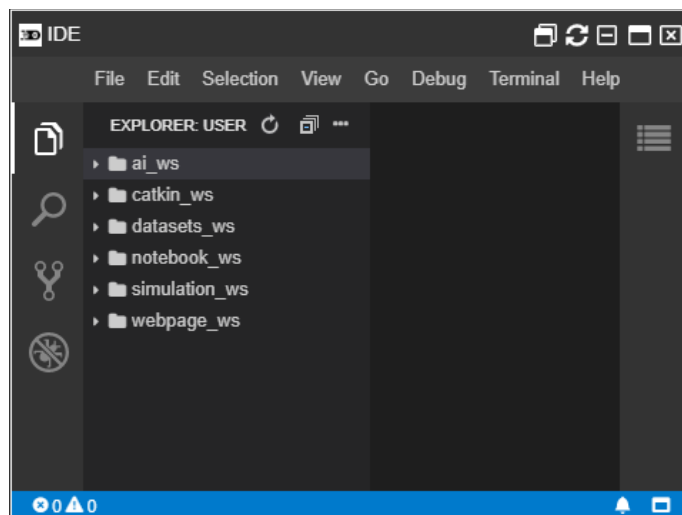 IDE
File Edit Selection View Go Debug Terminal Help
EXPLORER: USER
ai_ws
catkin_ws
datasets_ws
notebook_ws
simulation_ws
webpage_ws
0 0